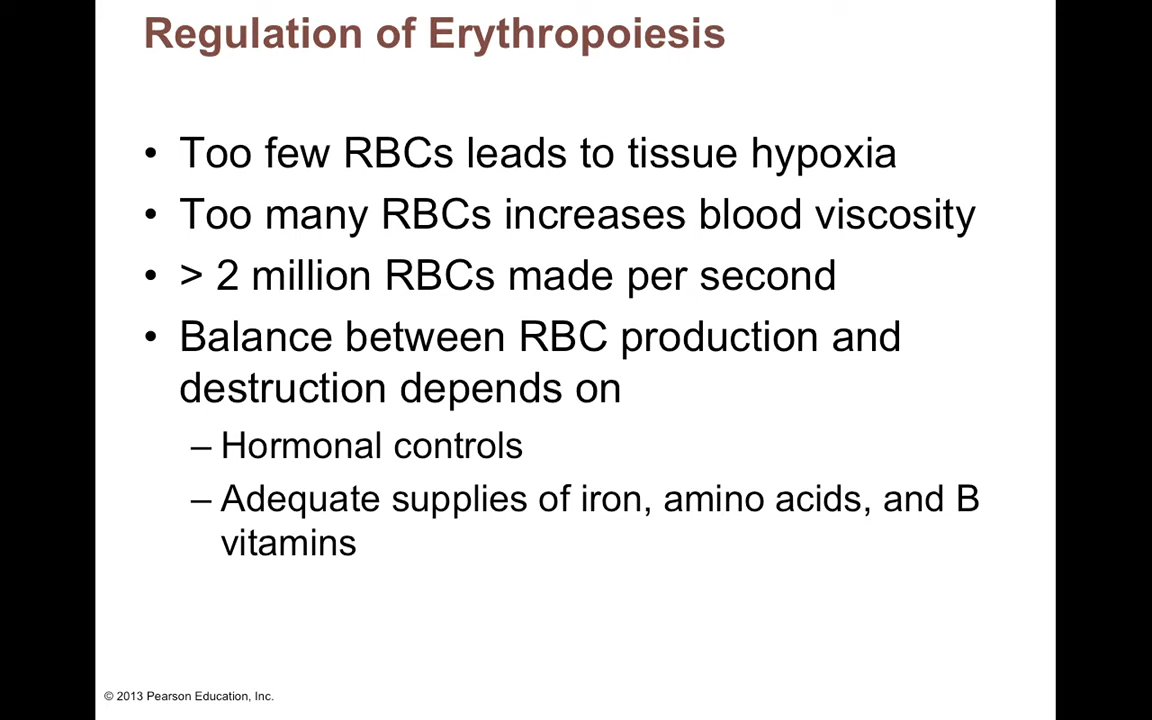 Regulation of Erythropoiesis
• Too few RBCs leads to tissue hypoxia
• Too many RBCs increases blood viscosity
• > 2 million RBCs made per second
• Balance between RBC production and
destruction depends on
– Hormonal controls
– Adequate supplies of iron, amino acids, and B
vitamins
© 2013 Pearson Education, Inc.